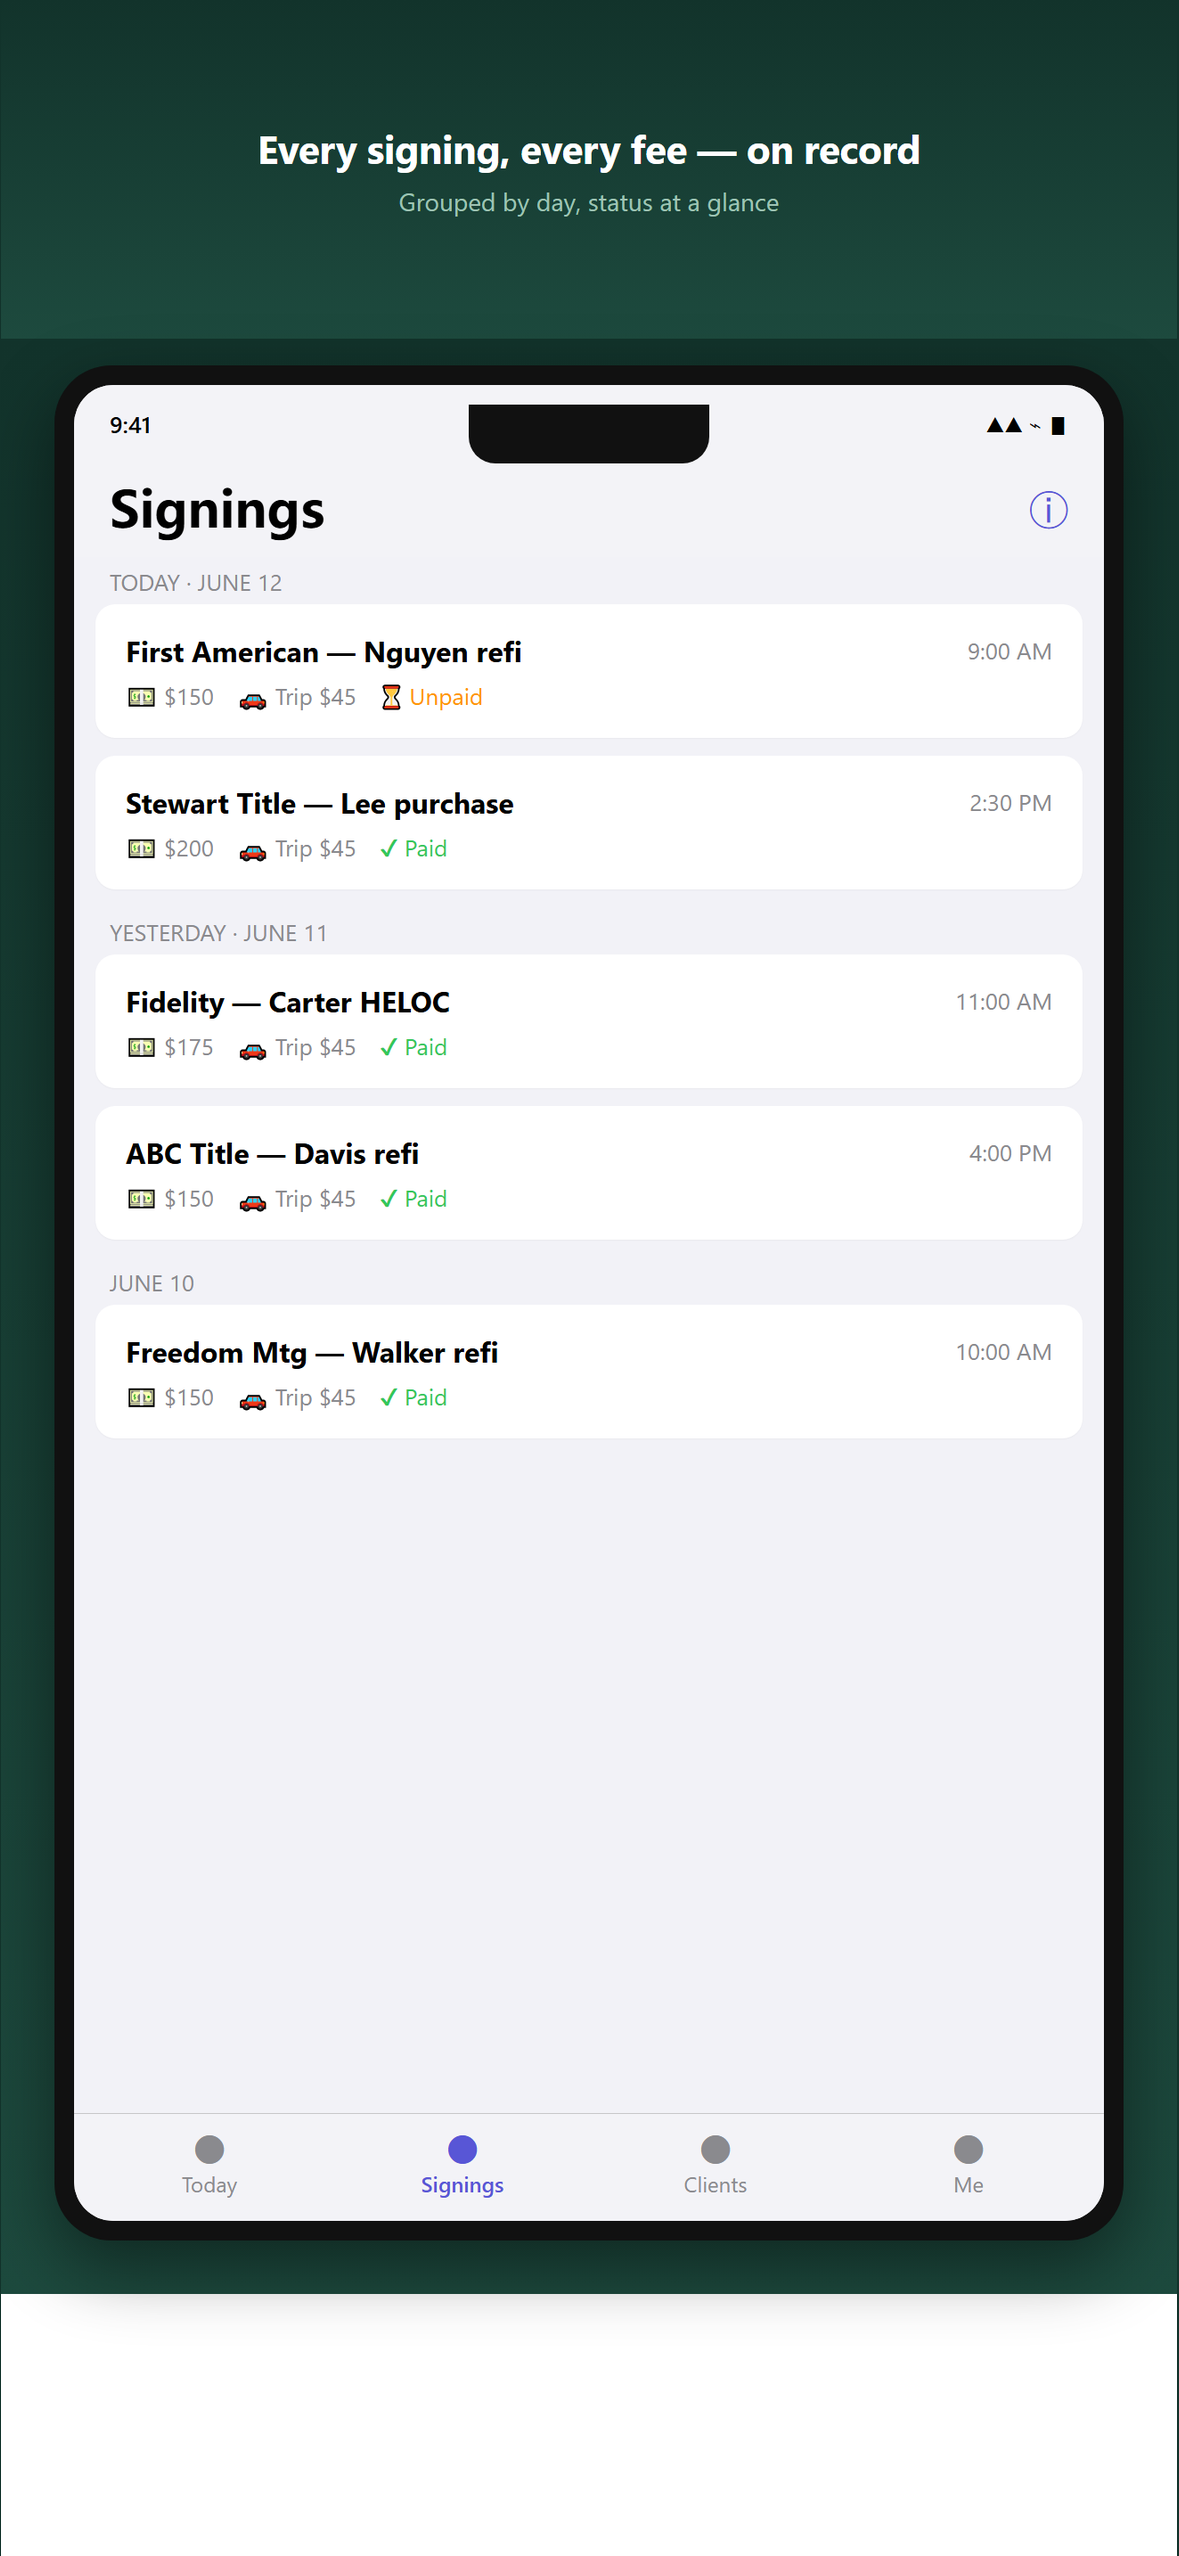 Every signing, every fee — on record
Grouped by day, status at a glance
9:41
Signings
TODAY · JUNE 12
First American — Nguyen refi 9:00 AM
💵 $150 🚗 Trip $45 ⏳ Unpaid
Stewart Title — Lee purchase 2:30 PM
💵 $200 🚗 Trip $45 ✓ Paid
YESTERDAY · JUNE 11
Fidelity — Carter HELOC 11:00 AM
💵 $175 🚗 Trip $45 ✓ Paid
ABC Title — Davis refi 4:00 PM
💵 $150 🚗 Trip $45 ✓ Paid
JUNE 10
Freedom Mtg — Walker refi 10:00 AM
💵 $150 🚗 Trip $45 ✓ Paid
Today Signings Clients Me